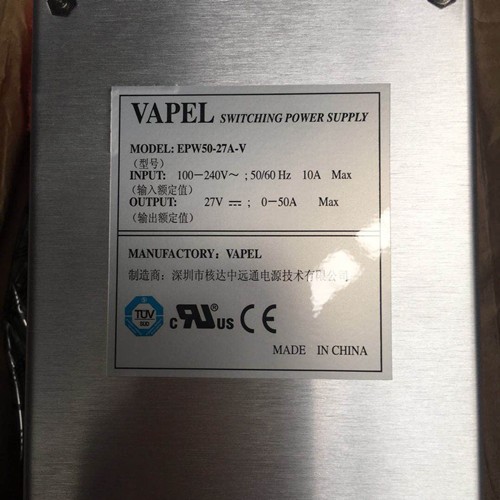 VAPEL SWITCHING POWER SUPPLY
MODEL: EPW50-27A-V
(型号)
INPUT: 100—240V～ ; 50/60 Hz 10A Max
(输入额定值)
OUTPUT: 27V ⎓ ; 0—50A Max
(输出额定值)
MANUFACTORY: VAPEL
制造商: 深圳市核达中远通电源技术有限公司
S
TÜV
c RU US CE
MADE IN CHINA